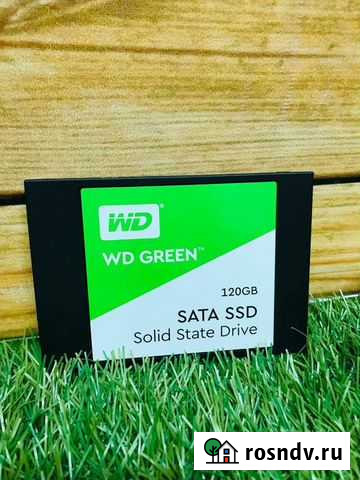 WD
WD GREEN™
120GB
SATA SSD
Solid State Drive
rosndv.ru